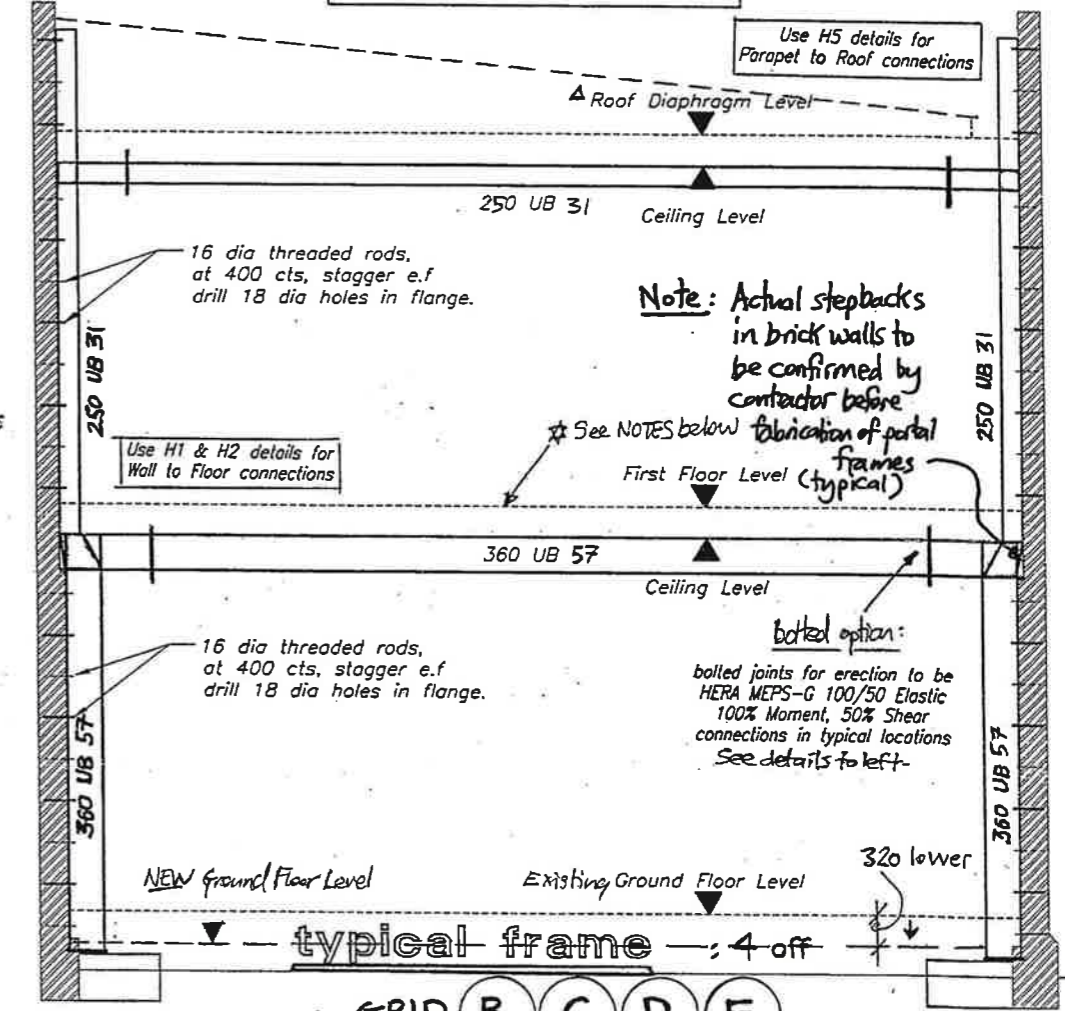 Use H5 details for
Parapet to Roof connections
Roof Diaphragm Level
250 UB 31
Ceiling Level
16 dia threaded rods,
at 400 cts, stagger e.f
drill 18 dia holes in flange.
Note: Actual stepbacks
in brick walls to
be confirmed by
contractor before
fabrication of portal
frames
(typical)
250 UB 31
250 UB 31
See NOTES below
Use H1 & H2 details for
Wall to Floor connections
First Floor Level
360 UB 57
Ceiling Level
bolted option:
16 dia threaded rods,
at 400 cts, stagger e.f
drill 18 dia holes in flange.
bolted joints for erection to be
HERA MEPS-G 100/50 Elastic
100% Moment, 50% Shear
connections in typical locations
See details to left
360 UB 57
360 UB 57
320 lower
NEW Ground Floor Level
Existing Ground Floor Level
typical frame : 4 off
GRID B C D E